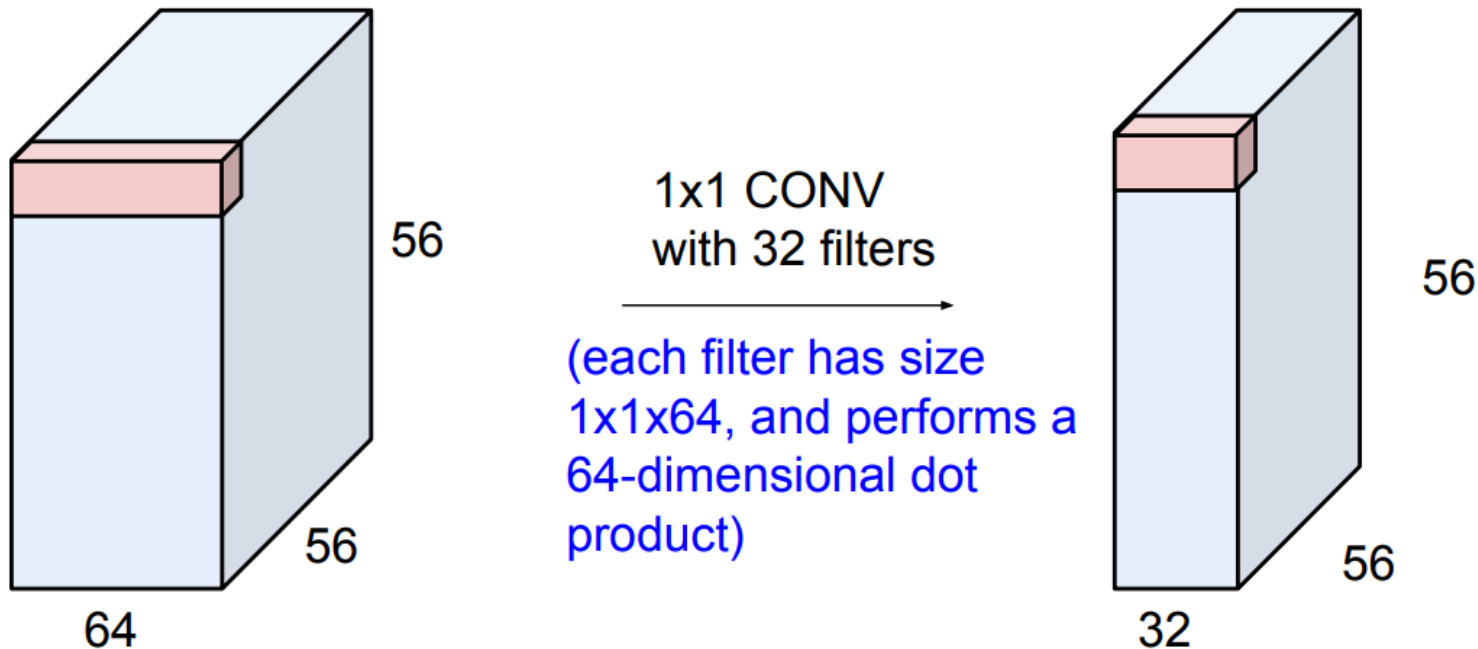 56
56
64
1x1 CONV
with 32 filters
(each filter has size
1x1x64, and performs a
64-dimensional dot
product)
56
56
32